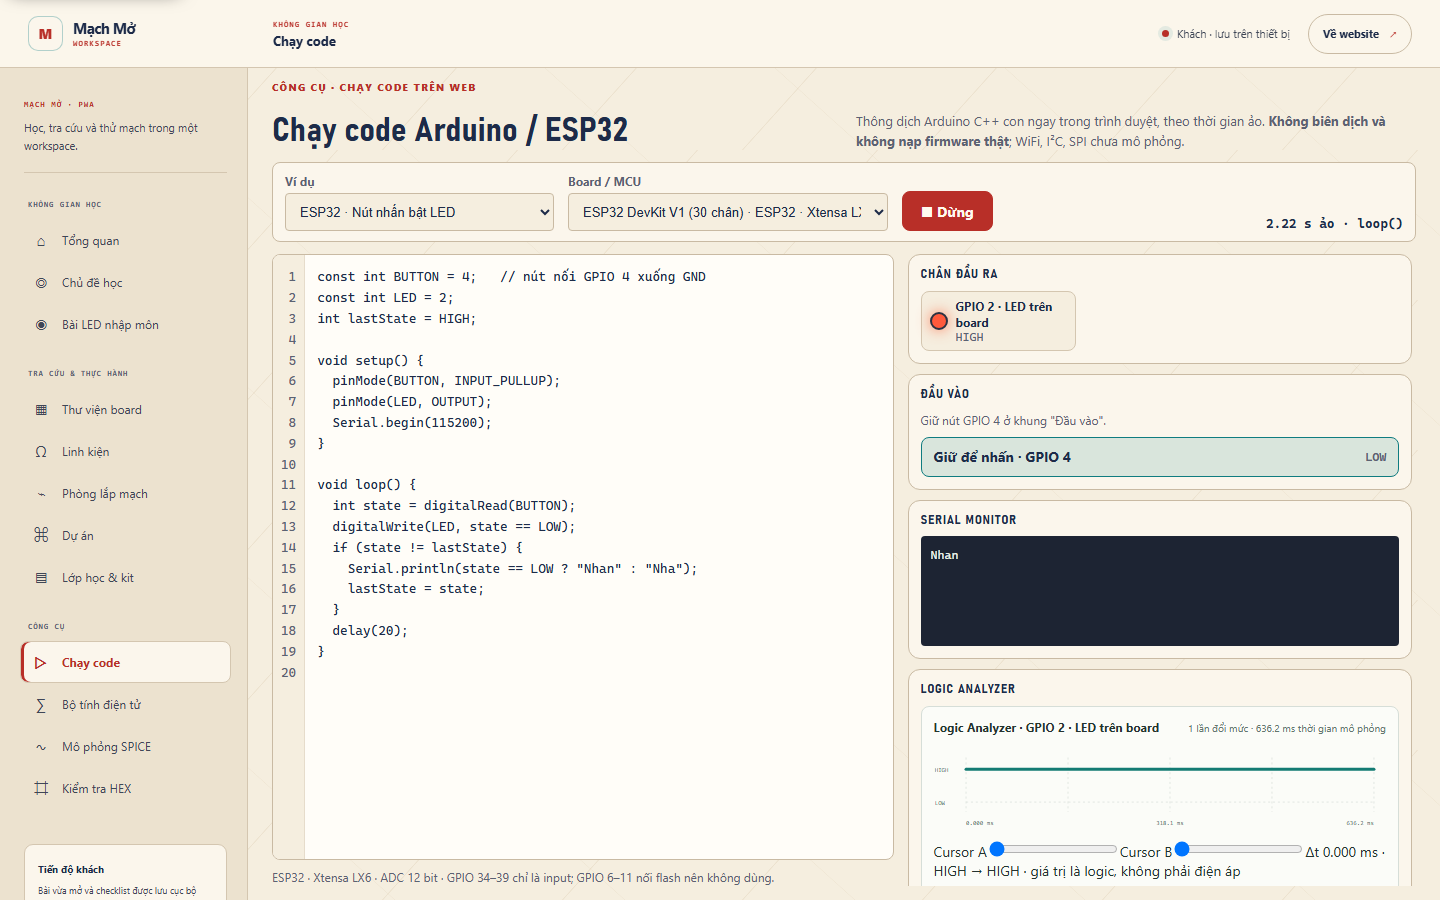 M
Mạch Mở
WORKSPACE
KHÔNG GIAN HỌC
Chạy code
Khách · lưu trên thiết bị
Về website ↗
MẠCH MỞ · PWA
Học, tra cứu và thử mạch trong một
workspace.
KHÔNG GIAN HỌC
Tổng quan
Chủ đề học
Bài LED nhập môn
TRA CỨU & THỰC HÀNH
Thư viện board
Linh kiện
Phòng lắp mạch
Dự án
Lớp học & kit
CÔNG CỤ
Chạy code
Bộ tính điện tử
Mô phỏng SPICE
Kiểm tra HEX
Tiến độ khách
Bài vừa mở và checklist được lưu cục bộ
CÔNG CỤ · CHẠY CODE TRÊN WEB
Chạy code Arduino / ESP32
Thông dịch Arduino C++ con ngay trong trình duyệt, theo thời gian ảo. Không biên dịch và
không nạp firmware thật; WiFi, I²C, SPI chưa mô phỏng.
Ví dụ
ESP32 · Nút nhấn bật LED
Board / MCU
ESP32 DevKit V1 (30 chân) · ESP32 · Xtensa LX
Dừng
2.22 s ảo · loop()
1 const int BUTTON = 4;   // nút nối GPIO 4 xuống GND
2 const int LED = 2;
3 int lastState = HIGH;
4
5 void setup() {
6   pinMode(BUTTON, INPUT_PULLUP);
7   pinMode(LED, OUTPUT);
8   Serial.begin(115200);
9 }
10
11 void loop() {
12   int state = digitalRead(BUTTON);
13   digitalWrite(LED, state == LOW);
14   if (state != lastState) {
15     Serial.println(state == LOW ? "Nhan" : "Nha");
16     lastState = state;
17   }
18   delay(20);
19 }
20
ESP32 · Xtensa LX6 · ADC 12 bit · GPIO 34–39 chỉ là input; GPIO 6–11 nối flash nên không dùng.
CHÂN ĐẦU RA
GPIO 2 · LED trên
board
HIGH
ĐẦU VÀO
Giữ nút GPIO 4 ở khung "Đầu vào".
Giữ để nhấn · GPIO 4 LOW
SERIAL MONITOR
Nhan
LOGIC ANALYZER
Logic Analyzer · GPIO 2 · LED trên board
1 lần đổi mức · 636.2 ms thời gian mô phỏng
HIGH
LOW
0.000 ms 318.1 ms 636.2 ms
Cursor A Cursor B Δt 0.000 ms ·
HIGH → HIGH · giá trị là logic, không phải điện áp